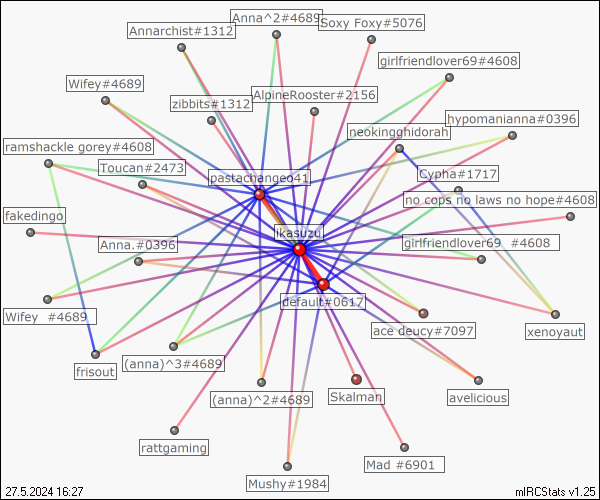 Anna^2#4689
Soxy Foxy#5076
Annarchist#1312
girlfriendlover69#4608
Wifey#4689
AlpineRooster#2156
zibbits#1312
hypomanianna#0396
neokingghidorah
ramshackle gorey#4608
Toucan#2473
Cypha#1717
pastachangeo41
no cops no laws no hope#4608
fakedingo
ikasuzu
Anna.#0396
girlfriendlover69_#4608
default#0617
Wifey_#4689
ace deucy#7097
xenoyaut
(anna)^3#4689
frisout
(anna)^2#4689
Skalman
avelicious
rattgaming
Mad #6901
Mushy#1984
27.5.2024 16:27
mIRCStats v1.25